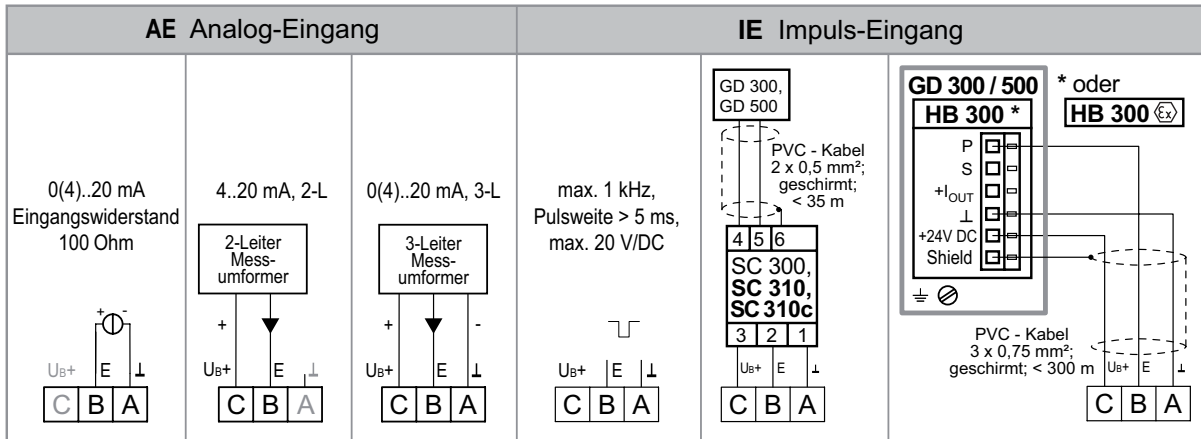 AE Analog-Eingang
IE Impuls-Eingang
0(4)..20 mA
Eingangswiderstand
100 Ohm
+ -
UB+ E ⊥
C B A
4..20 mA, 2-L
2-Leiter
Mess-
umformer
+
UB+ E ⊥
C B A
0(4)..20 mA, 3-L
3-Leiter
Mess-
umformer
+ -
UB+ E ⊥
C B A
max. 1 kHz,
Pulsweite > 5 ms,
max. 20 V/DC
UB+ E ⊥
C B A
GD 300,
GD 500
PVC - Kabel
2 x 0,5 mm²;
geschirmt;
< 35 m
4 5 6
SC 300,
SC 310,
SC 310c
3 2 1
UB+ E ⊥
C B A
GD 300 / 500
HB 300 *
* oder
HB 300 Ex
P
S
+IOUT
⊥
+24V DC
Shield
PVC - Kabel
3 x 0,75 mm²;
geschirmt; < 300 m
UB+ E ⊥
C B A